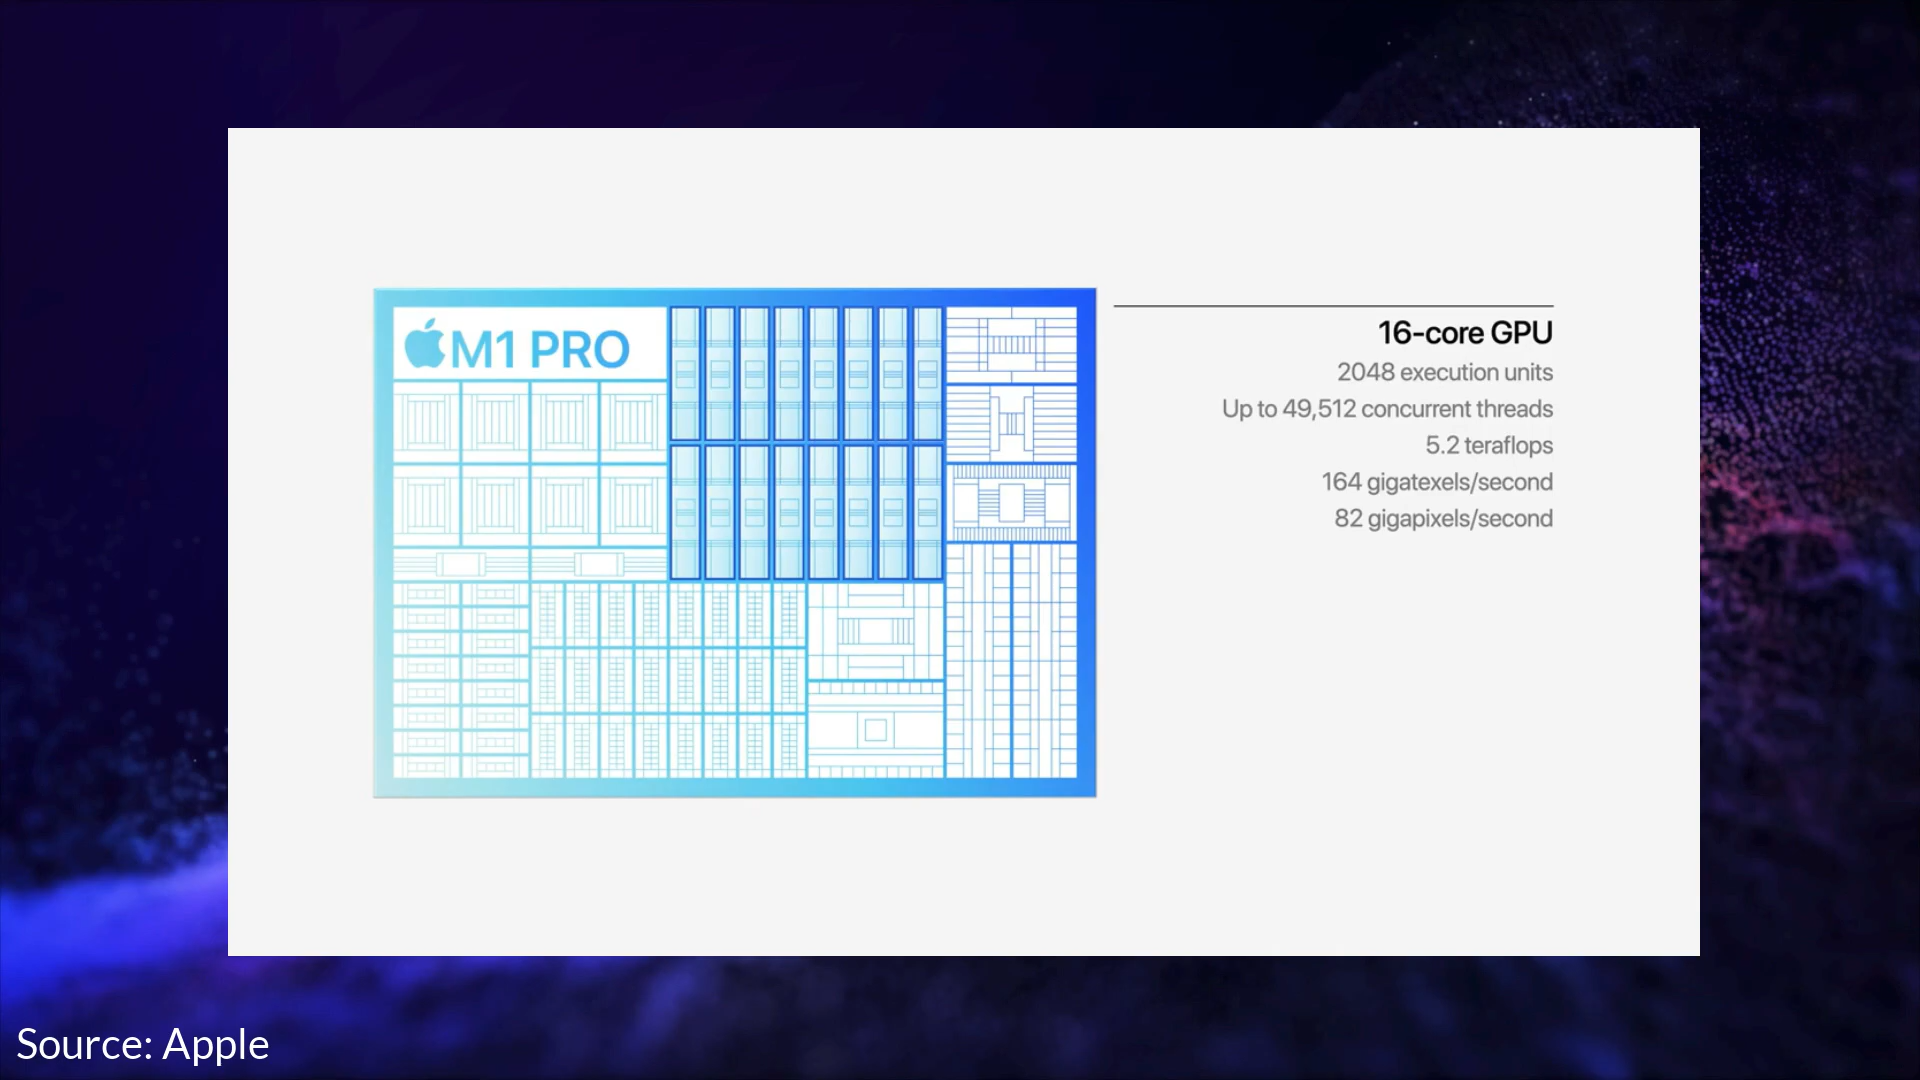 M1 PRO
16-core GPU
2048 execution units
Up to 49,512 concurrent threads
5.2 teraflops
164 gigatexels/second
82 gigapixels/second
Source: Apple